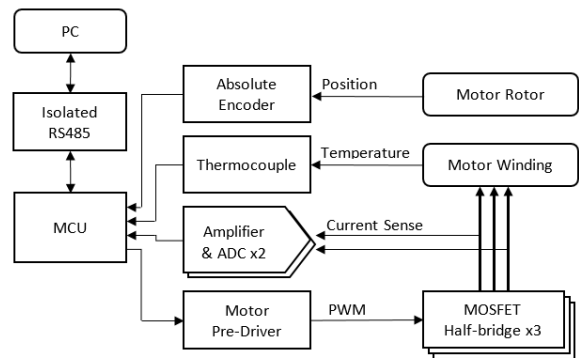 PC
Isolated
RS485
MCU
Absolute
Encoder
Position
Motor Rotor
Thermocouple
Temperature
Motor Winding
Amplifier
& ADC x2
Current Sense
Motor
Pre-Driver
PWM
MOSFET
Half-bridge x3